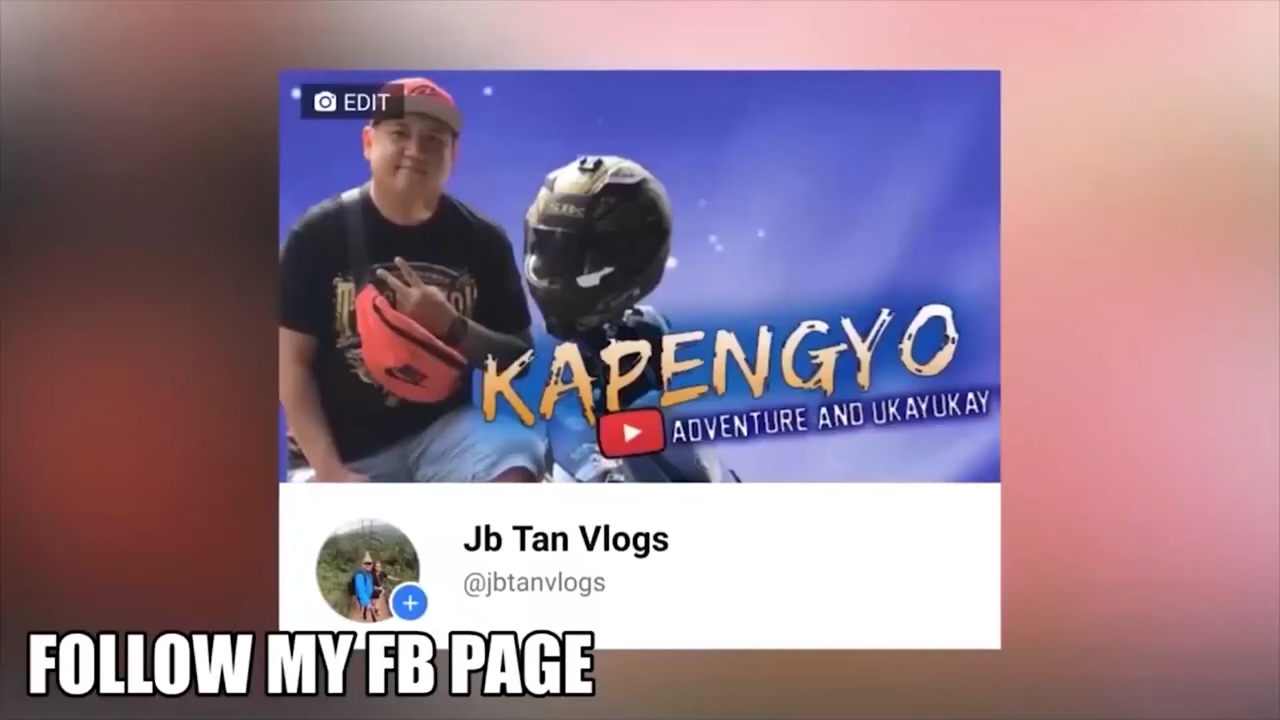 EDIT
KAPENGYO
ADVENTURE AND UKAYUKAY
Jb Tan Vlogs
@jbtanvlogs
FOLLOW MY FB PAGE